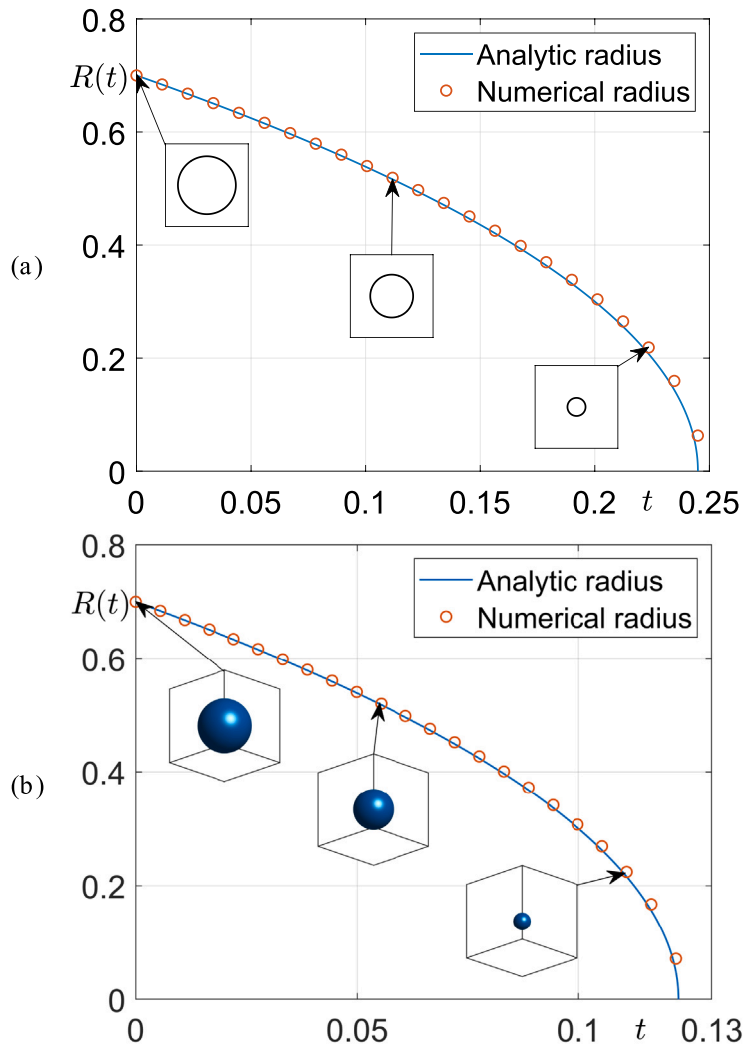 0.8
Analytic radius
R(t)
Numerical radius
0.6
(a)
0.4
0.2
0
0 0.05 0.1 0.15 0.2 t 0.25
0.8
Analytic radius
R(t)
Numerical radius
0.6
(b)
0.4
0.2
0
0 0.05 0.1 t 0.13